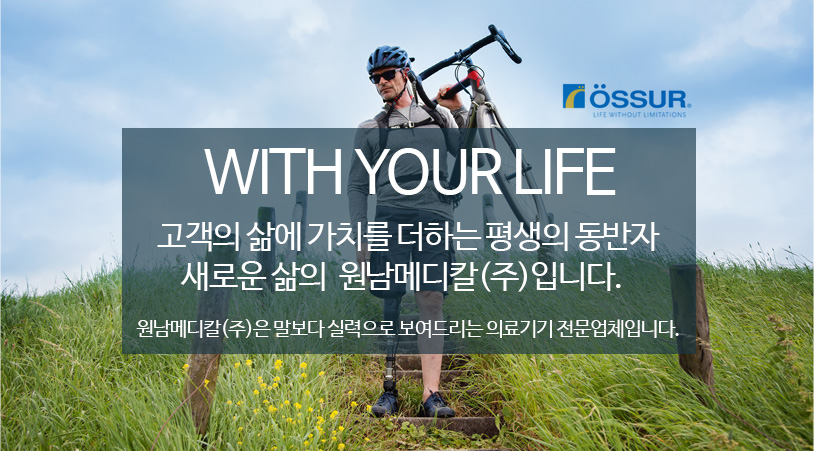 ÖSSUR®
LIFE WITHOUT LIMITATIONS
WITH YOUR LIFE
고객의 삶에 가치를 더하는 평생의 동반자
새로운 삶의 원남메디칼(주)입니다.
원남메디칼(주)은 말보다 실력으로 보여드리는 의료기기 전문업체입니다.